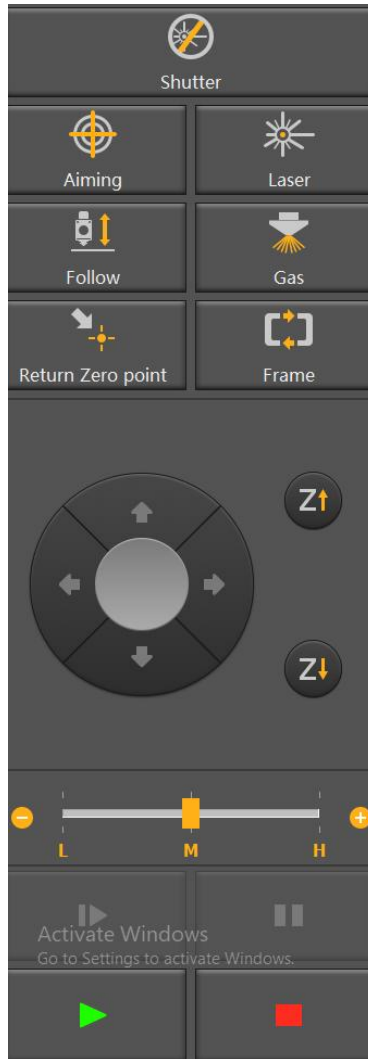 Shutter
Aiming
Laser
Follow
Gas
Return Zero point
Frame
Z
Z
L M H
Activate Windows
Go to Settings to activate Windows.